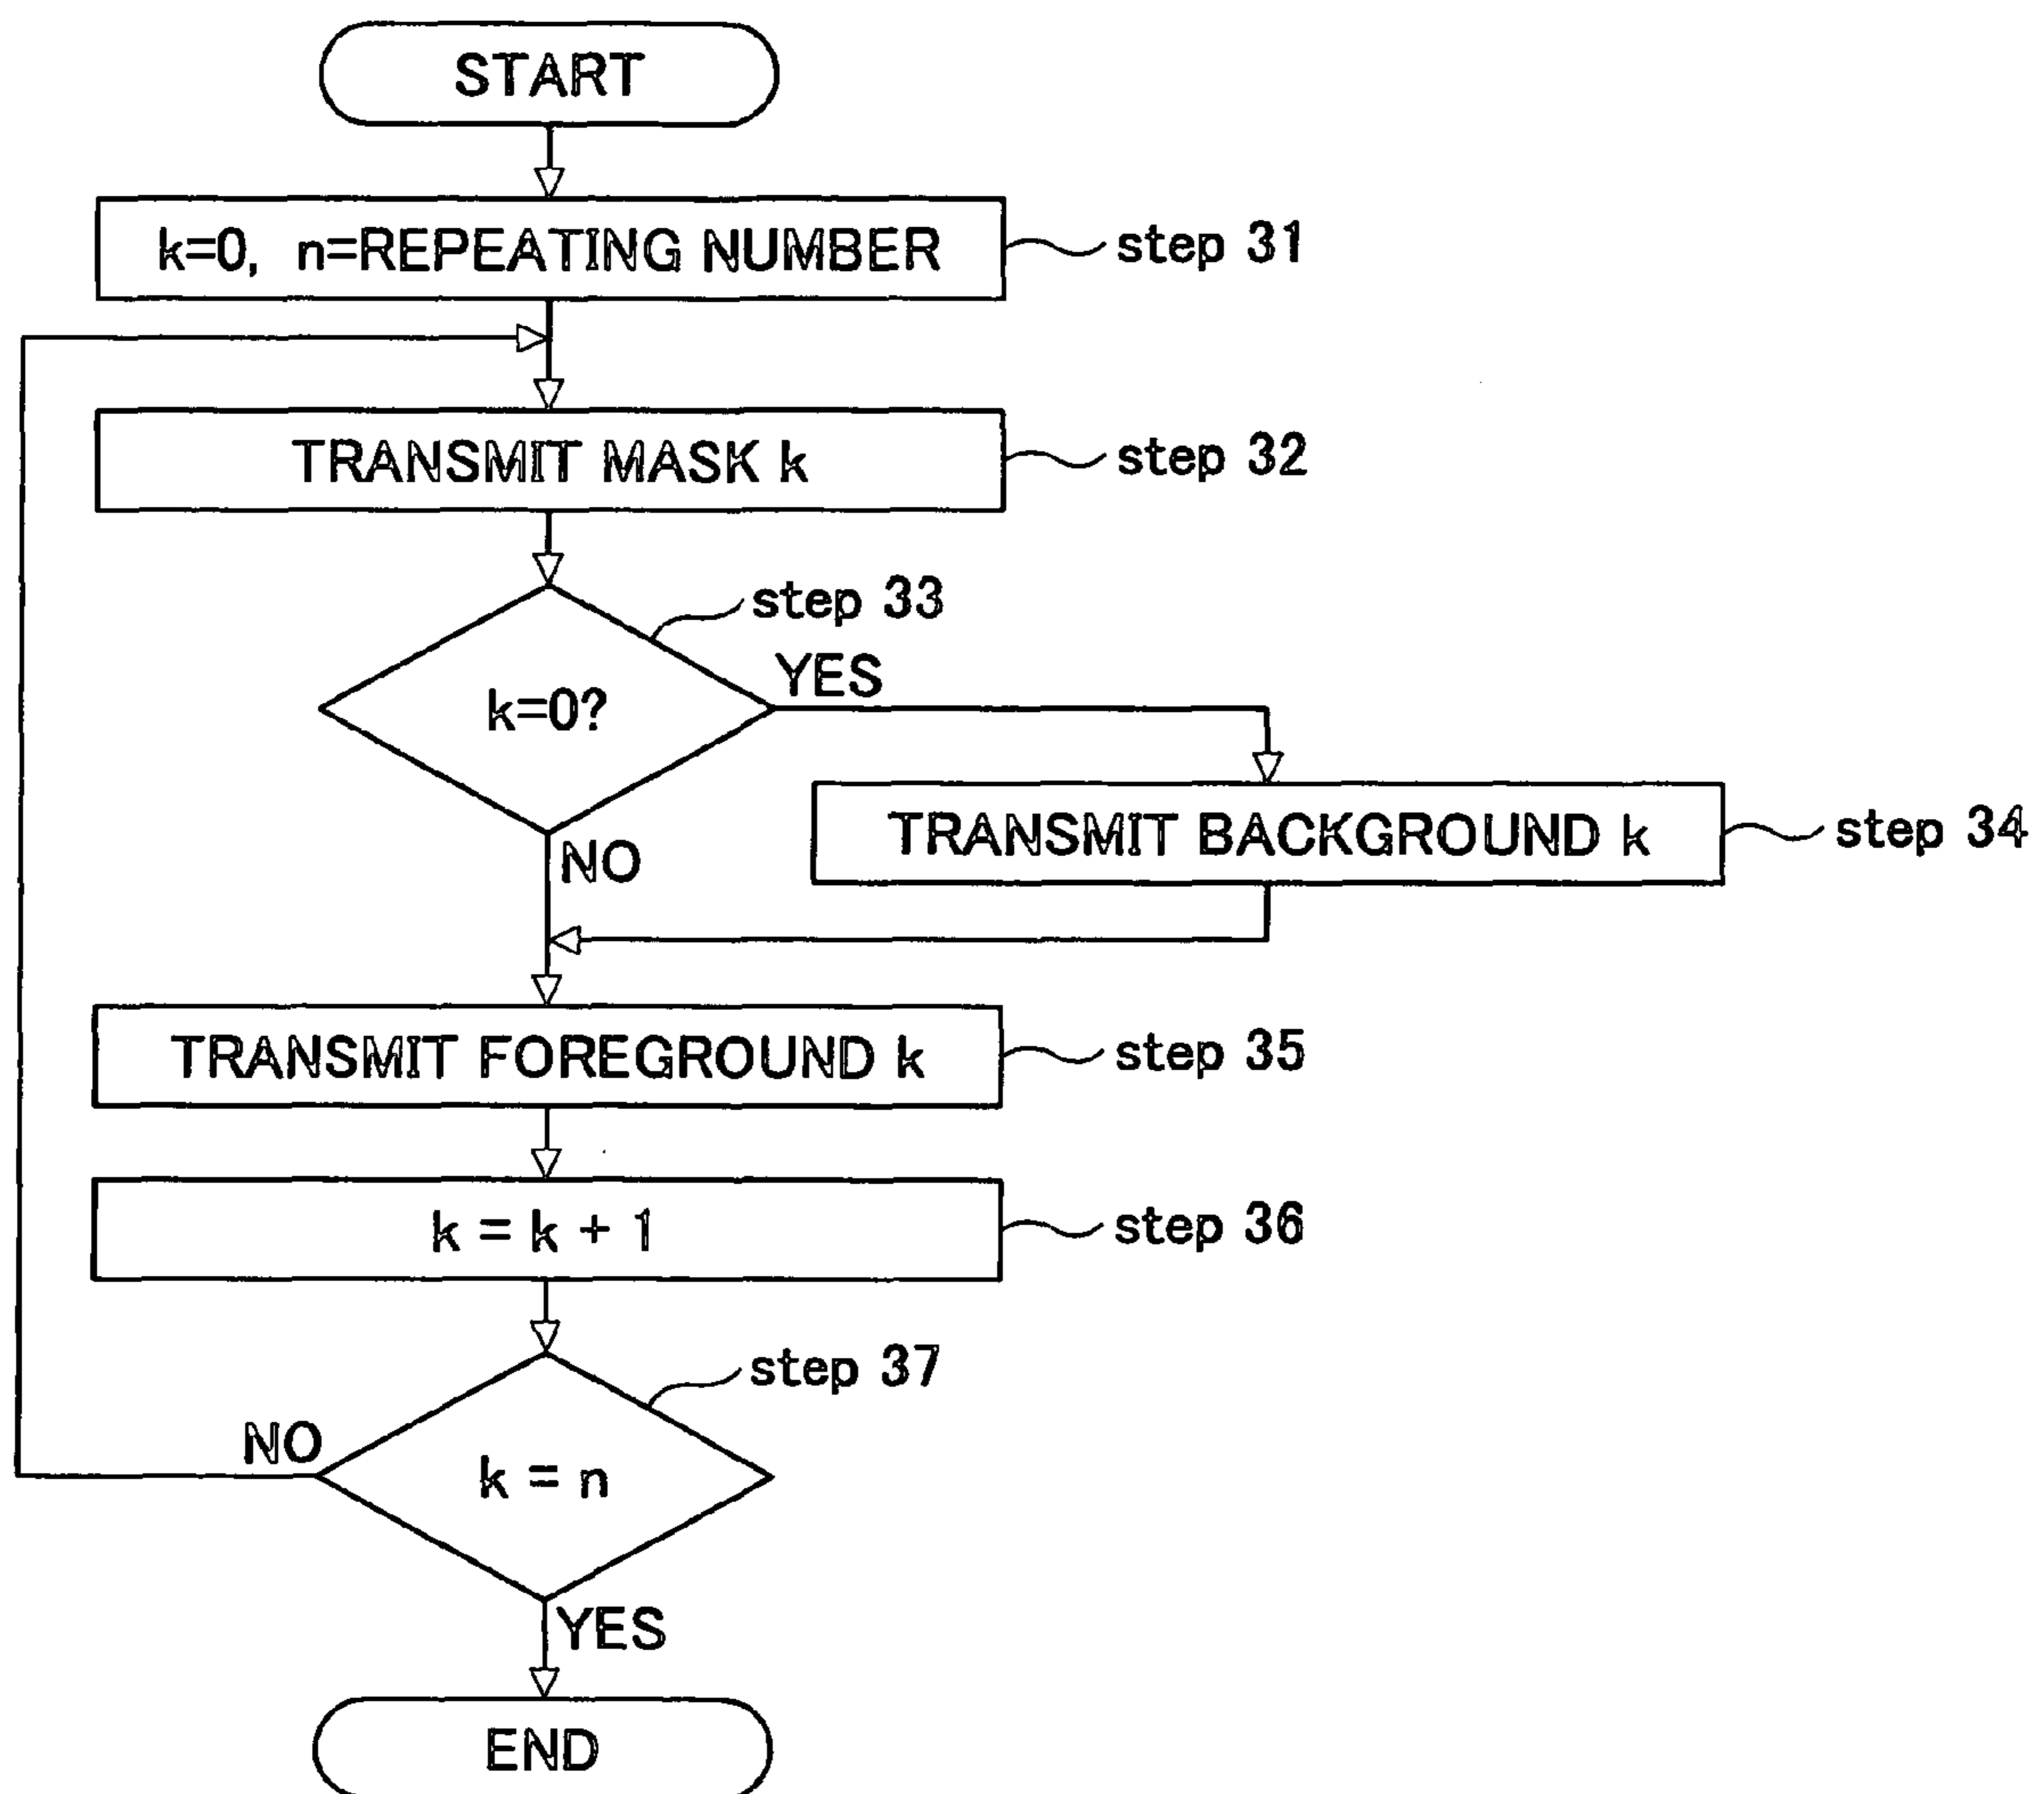 START
k=0, n=REPEATING NUMBER
step 31
TRANSMIT MASK k
step 32
step 33
k=0?
YES
NO
TRANSMIT BACKGROUND k
step 34
TRANSMIT FOREGROUND k
step 35
k = k + 1
step 36
step 37
NO
k = n
YES
END